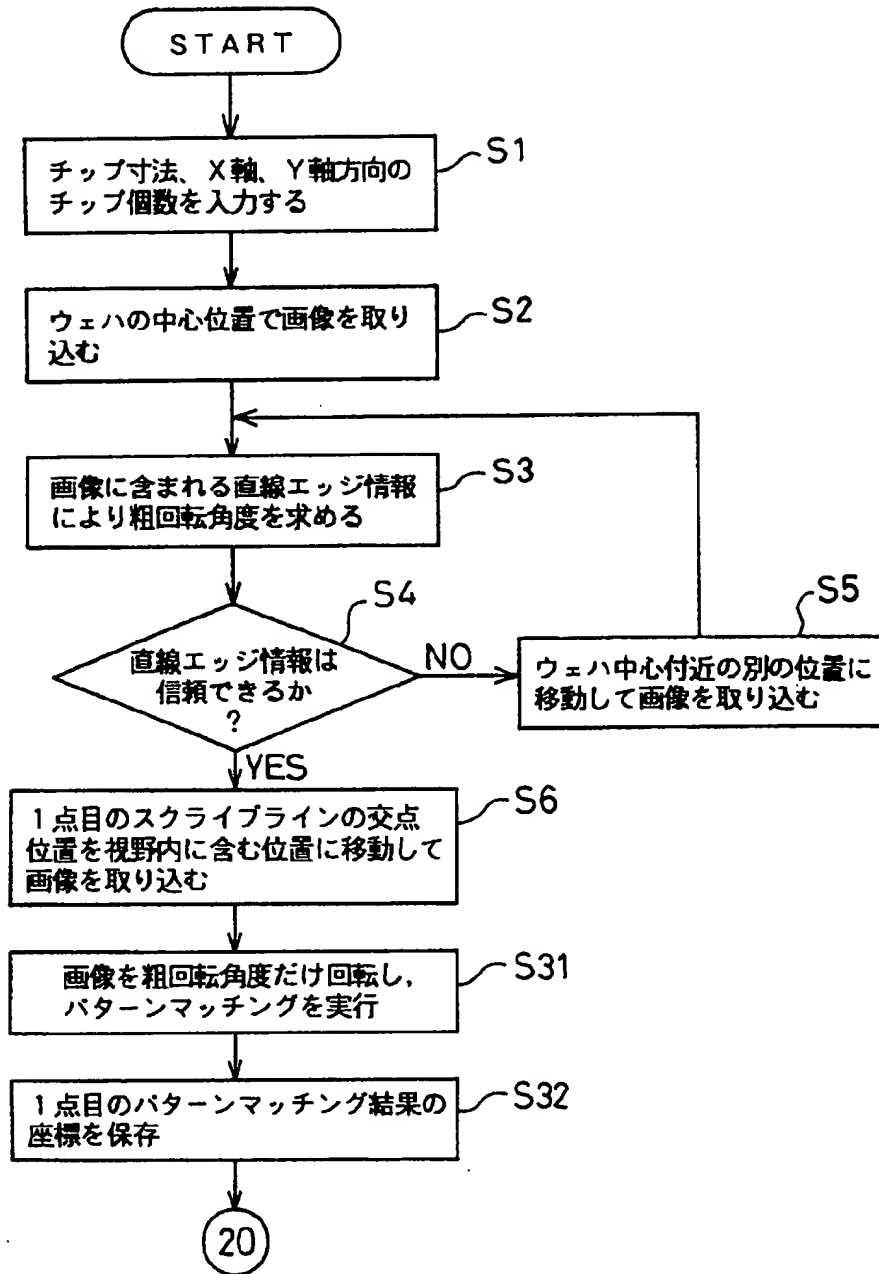 START
チップ寸法、X軸、Y軸方向の
チップ個数を入力する
S1
ウェハの中心位置で画像を取り
込む
S2
画像に含まれる直線エッジ情報
により粗回転角度を求める
S3
直線エッジ情報は
信頼できるか
?
S4
NO
ウェハ中心付近の別の位置に
移動して画像を取り込む
S5
YES
1点目のスクライブラインの交点
位置を視野内に含む位置に移動して
画像を取り込む
S6
画像を粗回転角度だけ回転し,
パターンマッチングを実行
S31
1点目のパターンマッチング結果の
座標を保存
S32
20